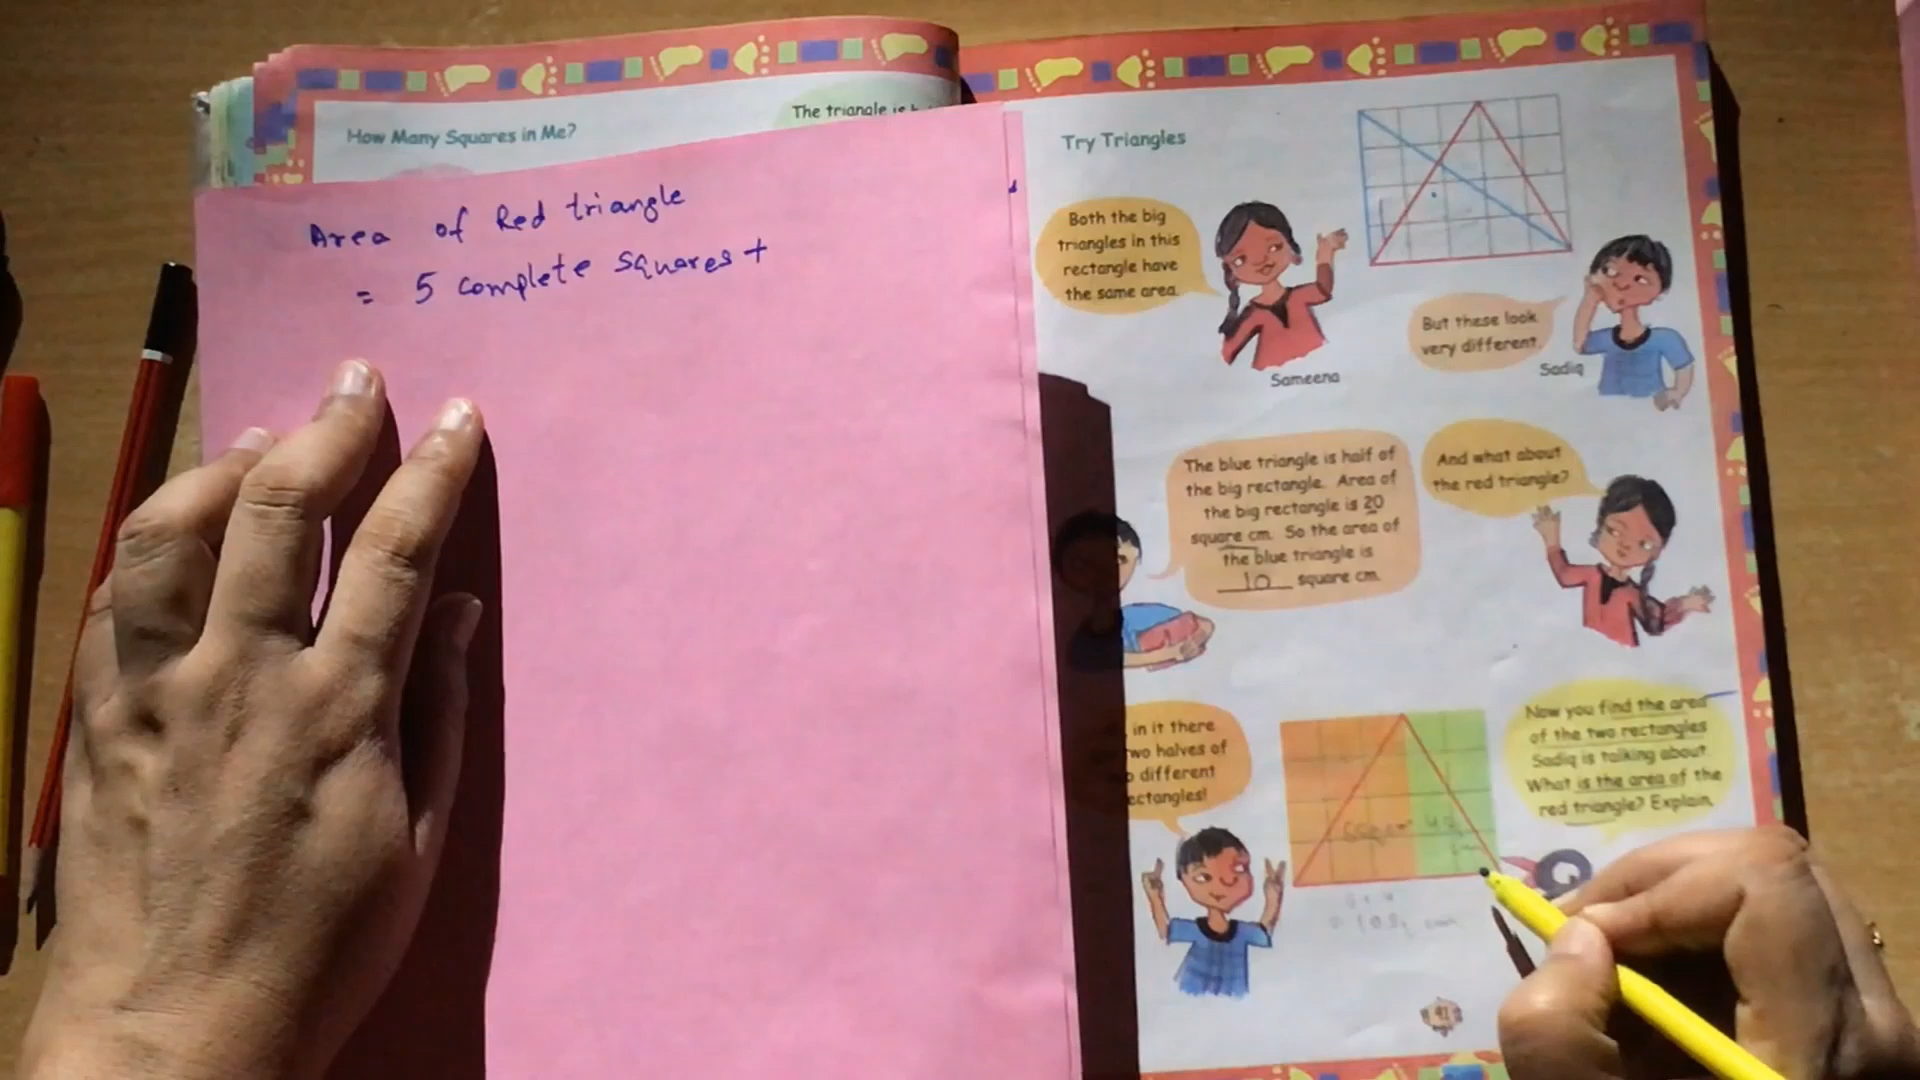 How Many Squares in Me?
The triangle is
Area of Red triangle
= 5 complete squares +
Try Triangles
Both the big
triangles in this
rectangle have
the same area.
Sameena
But these look
very different.
Sadiq
The blue triangle is half of
the big rectangle. Area of
the big rectangle is 20
square cm. So the area of
the blue triangle is
10 square cm.
And what about
the red triangle?
in it there
two halves of
different
rectangles!
Now you find the area
of the two rectangles
Sadiq is talking about.
What is the area of the
red triangle? Explain.